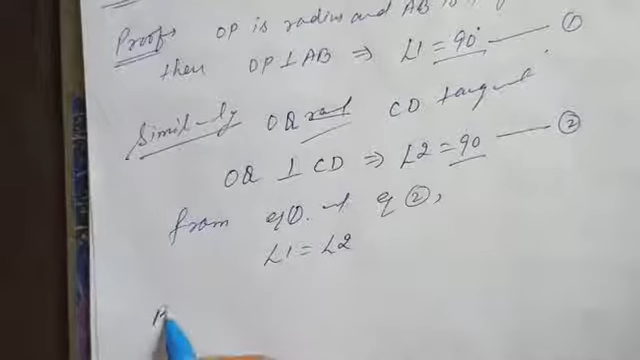 Proof OP is radius and AB is
then OP ⊥ AB ⇒ ∠1 = 90° — ①
Similarly OQ rad CD tangent
OQ ⊥ CD ⇒ ∠2 = 90 — ②
from eq ①. & eq ②,
∠1 = ∠2